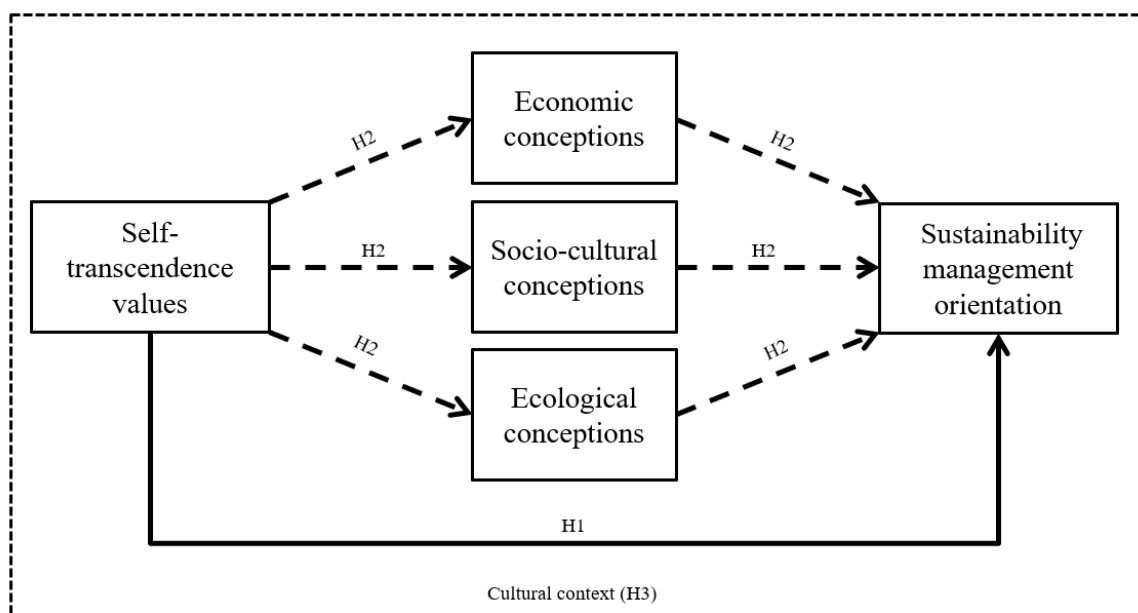 Economic
conceptions
H2
H2
Self-
transcendence
values
H2
Socio-cultural
conceptions
H2
Sustainability
management
orientation
H2
Ecological
conceptions
H2
H1
Cultural context (H3)